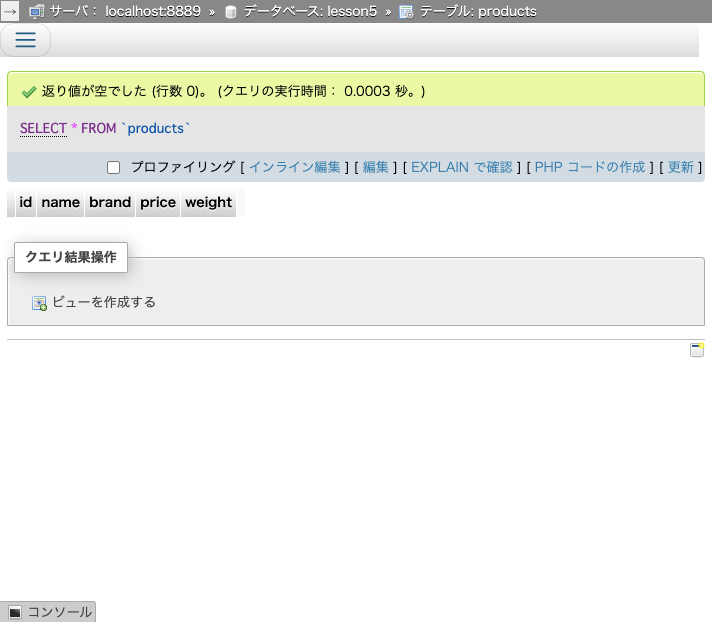 サーバ： localhost:8889 » データベース: lesson5 » テーブル: products
返り値が空でした (行数 0)。 (クエリの実行時間： 0.0003 秒。)
SELECT * FROM `products`
プロファイリング [ インライン編集 ] [ 編集 ] [ EXPLAIN で確認 ] [ PHP コードの作成 ] [ 更新 ]
id name brand price weight
クエリ結果操作
ビューを作成する
コンソール